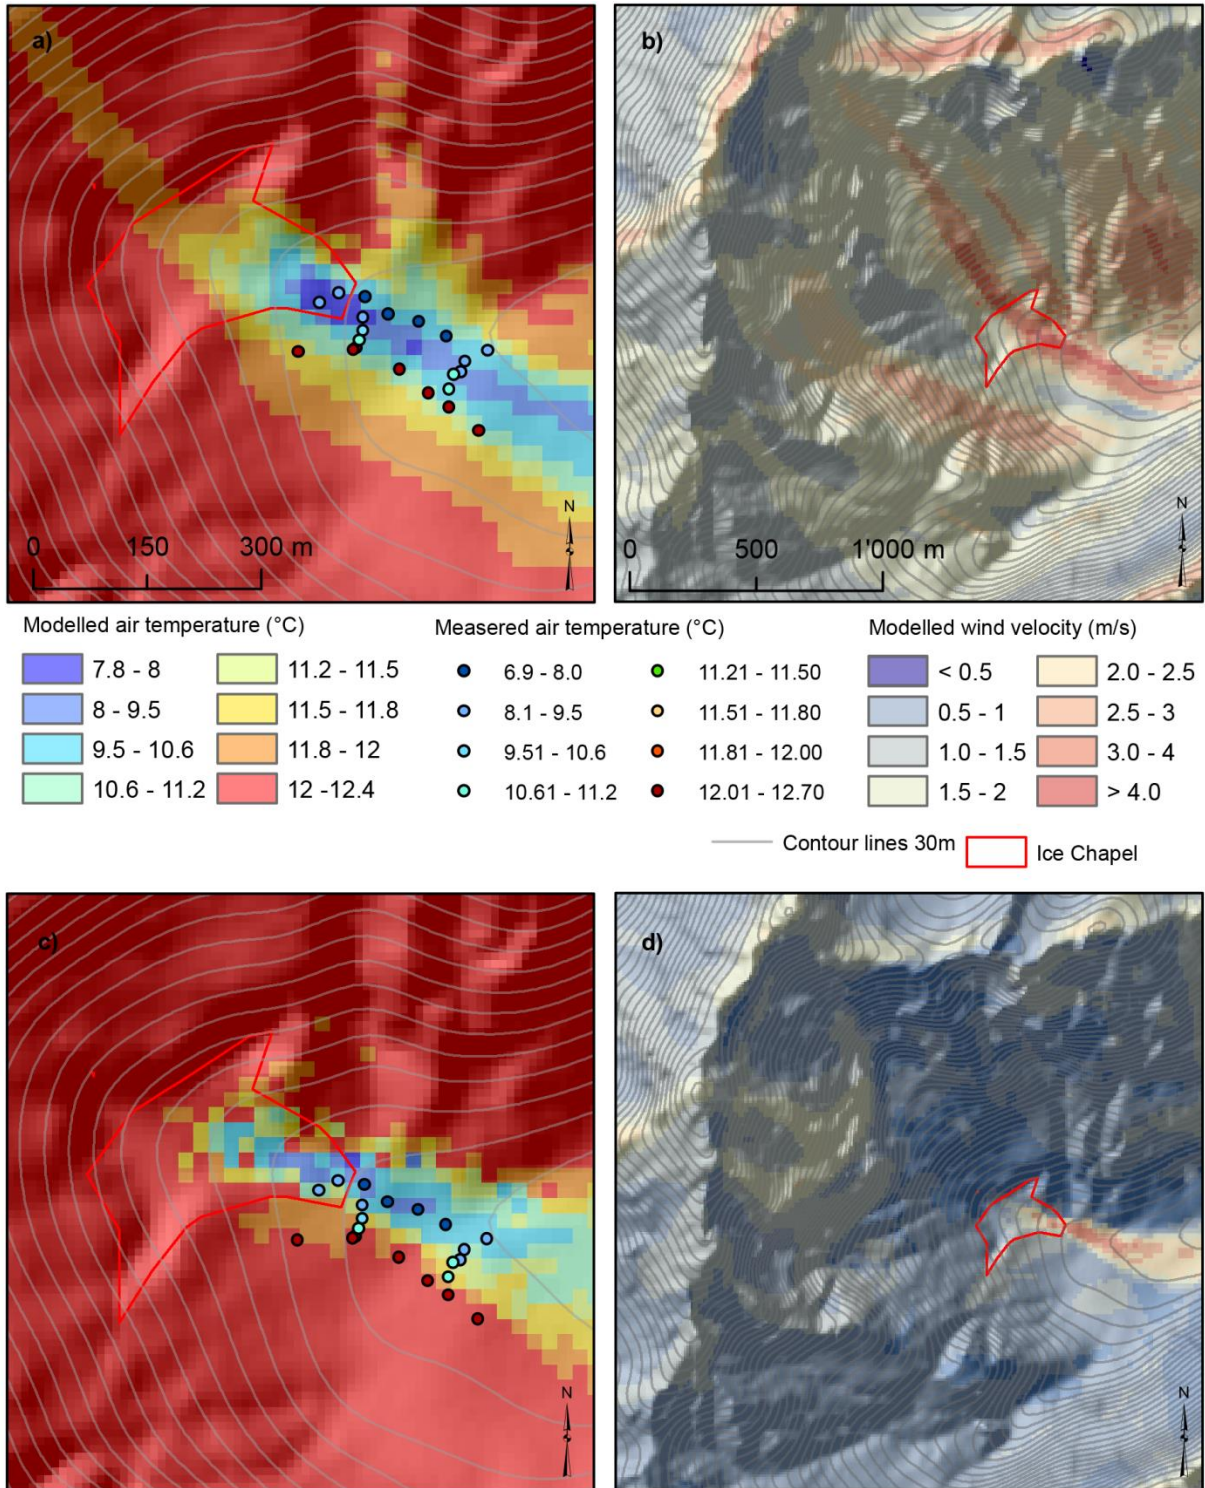 a)
b)
N
N
0 150 300 m
0 500 1'000 m
Modelled air temperature (°C)
Measered air temperature (°C)
Modelled wind velocity (m/s)
7.8 - 8
11.2 - 11.5
6.9 - 8.0
11.21 - 11.50
< 0.5
2.0 - 2.5
8 - 9.5
11.5 - 11.8
8.1 - 9.5
11.51 - 11.80
0.5 - 1
2.5 - 3
9.5 - 10.6
11.8 - 12
9.51 - 10.6
11.81 - 12.00
1.0 - 1.5
3.0 - 4
10.6 - 11.2
12 -12.4
10.61 - 11.2
12.01 - 12.70
1.5 - 2
> 4.0
Contour lines 30m
Ice Chapel
c)
d)
N
N